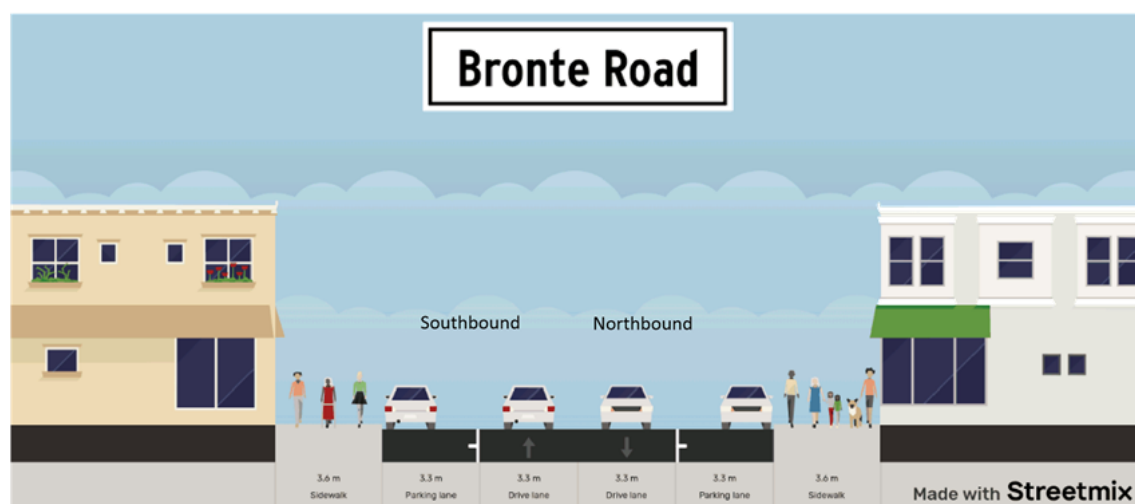 Bronte Road
Southbound
Northbound
3.6 m
Sidewalk
3.3 m
Parking lane
3.3 m
Drive lane
3.3 m
Drive lane
3.3 m
Parking lane
3.6 m
Sidewalk
Made with Streetmix